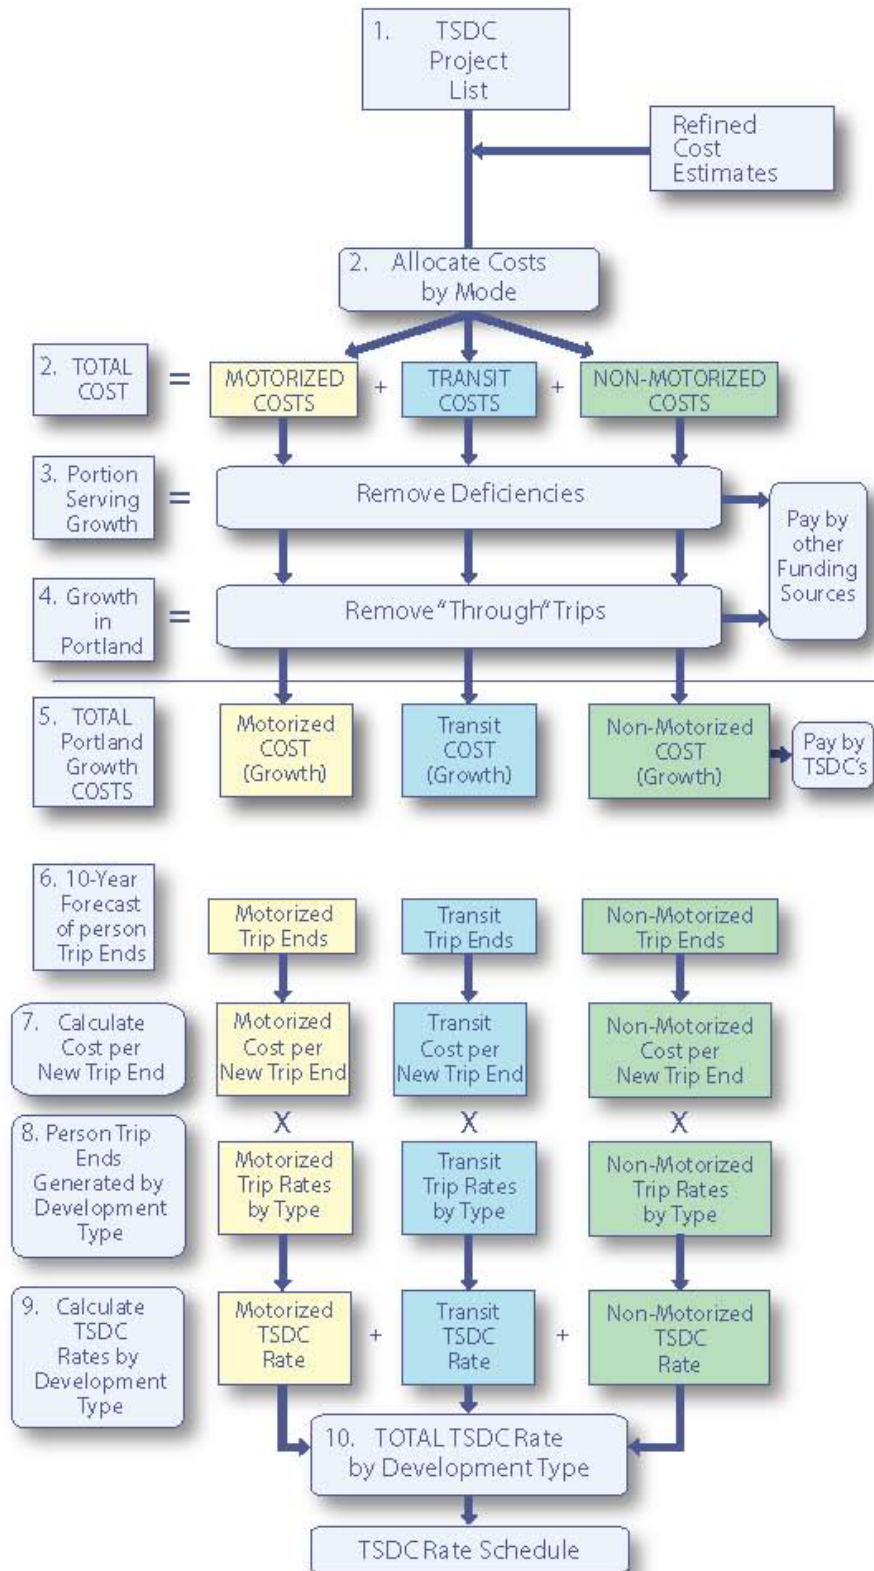 1. TSDC
Project
List
Refined
Cost
Estimates
2. Allocate Costs
by Mode
2. TOTAL
COST
=
MOTORIZED
COSTS
+
TRANSIT
COSTS
+
NON-MOTORIZED
COSTS
3. Portion
Serving
Growth
=
Remove Deficiencies
Pay by
other
Funding
Sources
4. Growth
in
Portland
=
Remove "Through" Trips
5. TOTAL
Portland
Growth
COSTS
Motorized
COST
(Growth)
Transit
COST
(Growth)
Non-Motorized
COST
(Growth)
Pay by
TSDC's
6. 10-Year
Forecast
of person
Trip Ends
Motorized
Trip Ends
Transit
Trip Ends
Non-Motorized
Trip Ends
7. Calculate
Cost per
New Trip End
Motorized
Cost per
New Trip End
Transit
Cost per
New Trip End
Non-Motorized
Cost per
New Trip End
X
X
X
8. Person Trip
Ends
Generated by
Development
Type
Motorized
Trip Rates
by Type
Transit
Trip Rates
by Type
Non-Motorized
Trip Rates
by Type
9. Calculate
TSDC
Rates by
Development
Type
Motorized
TSDC
Rate
+
Transit
TSDC
Rate
+
Non-Motorized
TSDC
Rate
10. TOTAL TSDC Rate
by Development Type
TSDC Rate Schedule